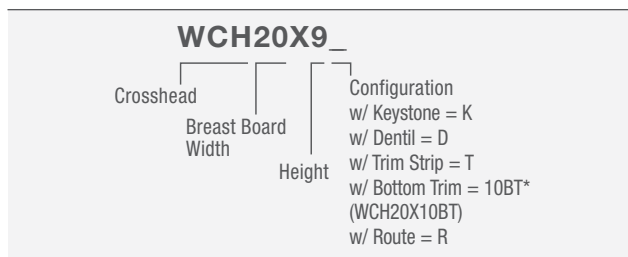 WCH20X9_
Crosshead
Breast Board
Width
Height
Configuration
w/ Keystone = K
w/ Dentil = D
w/ Trim Strip = T
w/ Bottom Trim = 10BT*
(WCH20X10BT)
w/ Route = R